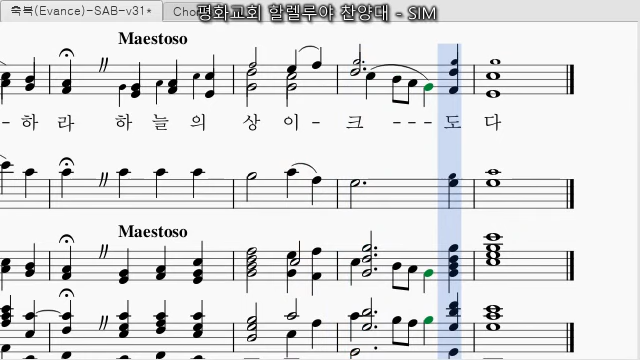 축복(Evance)-SAB-v31*
Cho
평화교회 할렐루야 찬양대 - SIM
Maestoso
- 하 라 하 늘 의 상 이 - 크 - - - 도 다
Maestoso